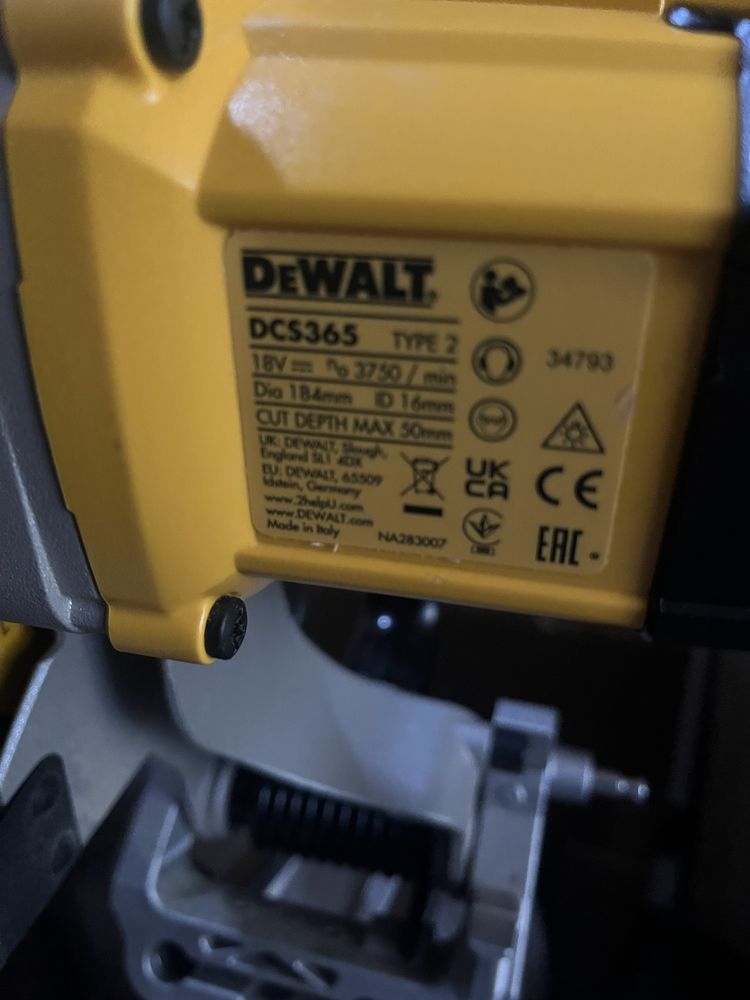 DEWALT
DCS365 TYPE 2
18V n₀ 3750 / min
Dia 184mm ID 16mm
CUT DEPTH MAX 50mm
UK: DEWALT, Slough,
England SL1 4DX
EU: DEWALT, 65509
Idstein, Germany
www.2helpU.com
www.DEWALT.com
Made in Italy
NA283007
34793
UK
CA
CE
EAC